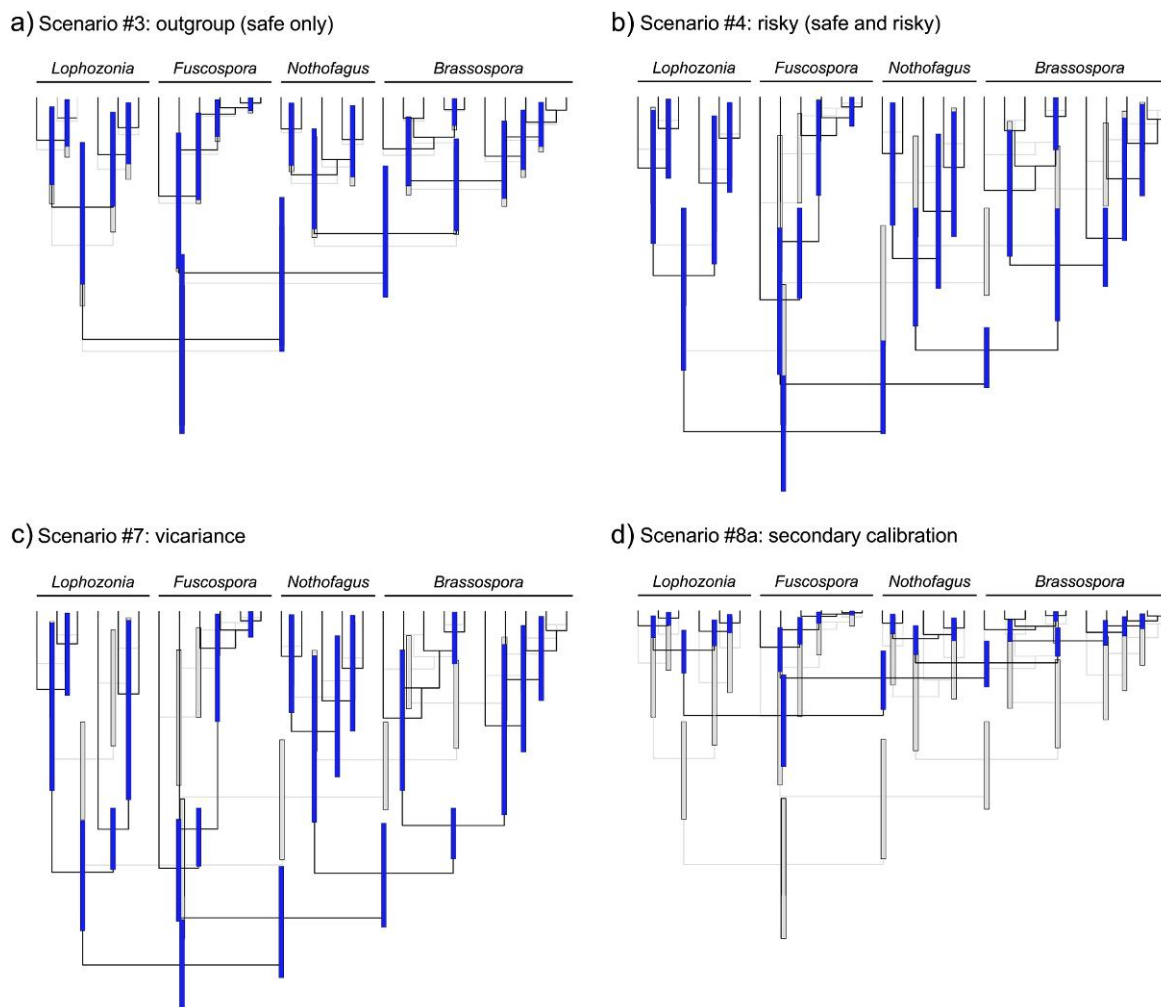 a) Scenario #3: outgroup (safe only)
Lophozonia Fuscospora Nothofagus Brassospora
b) Scenario #4: risky (safe and risky)
Lophozonia Fuscospora Nothofagus Brassospora
c) Scenario #7: vicariance
Lophozonia Fuscospora Nothofagus Brassospora
d) Scenario #8a: secondary calibration
Lophozonia Fuscospora Nothofagus Brassospora